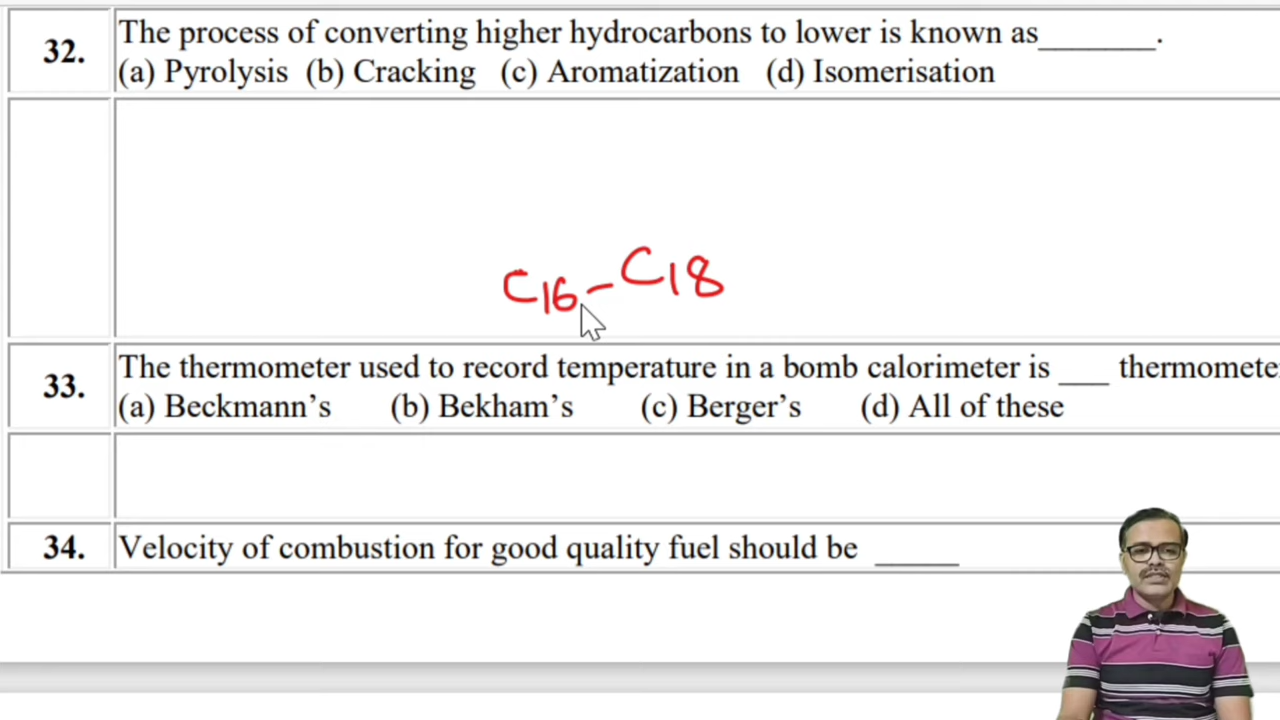 32.
The process of converting higher hydrocarbons to lower is known as_______.
(a) Pyrolysis (b) Cracking (c) Aromatization (d) Isomerisation
C16-C18
33.
The thermometer used to record temperature in a bomb calorimeter is ___ thermomete
(a) Beckmann’s (b) Bekham’s (c) Berger’s (d) All of these
34.
Velocity of combustion for good quality fuel should be _____